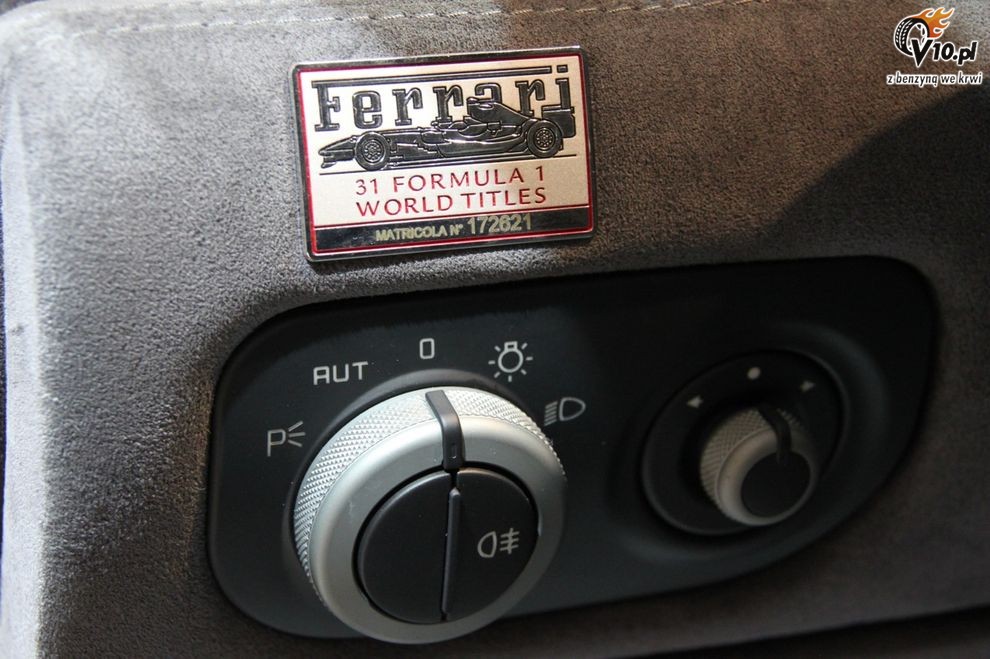 V10.pl
z benzyną we krwi
Ferrari
31 FORMULA 1
WORLD TITLES
MATRICOLA N° 172621
AUT
0
P